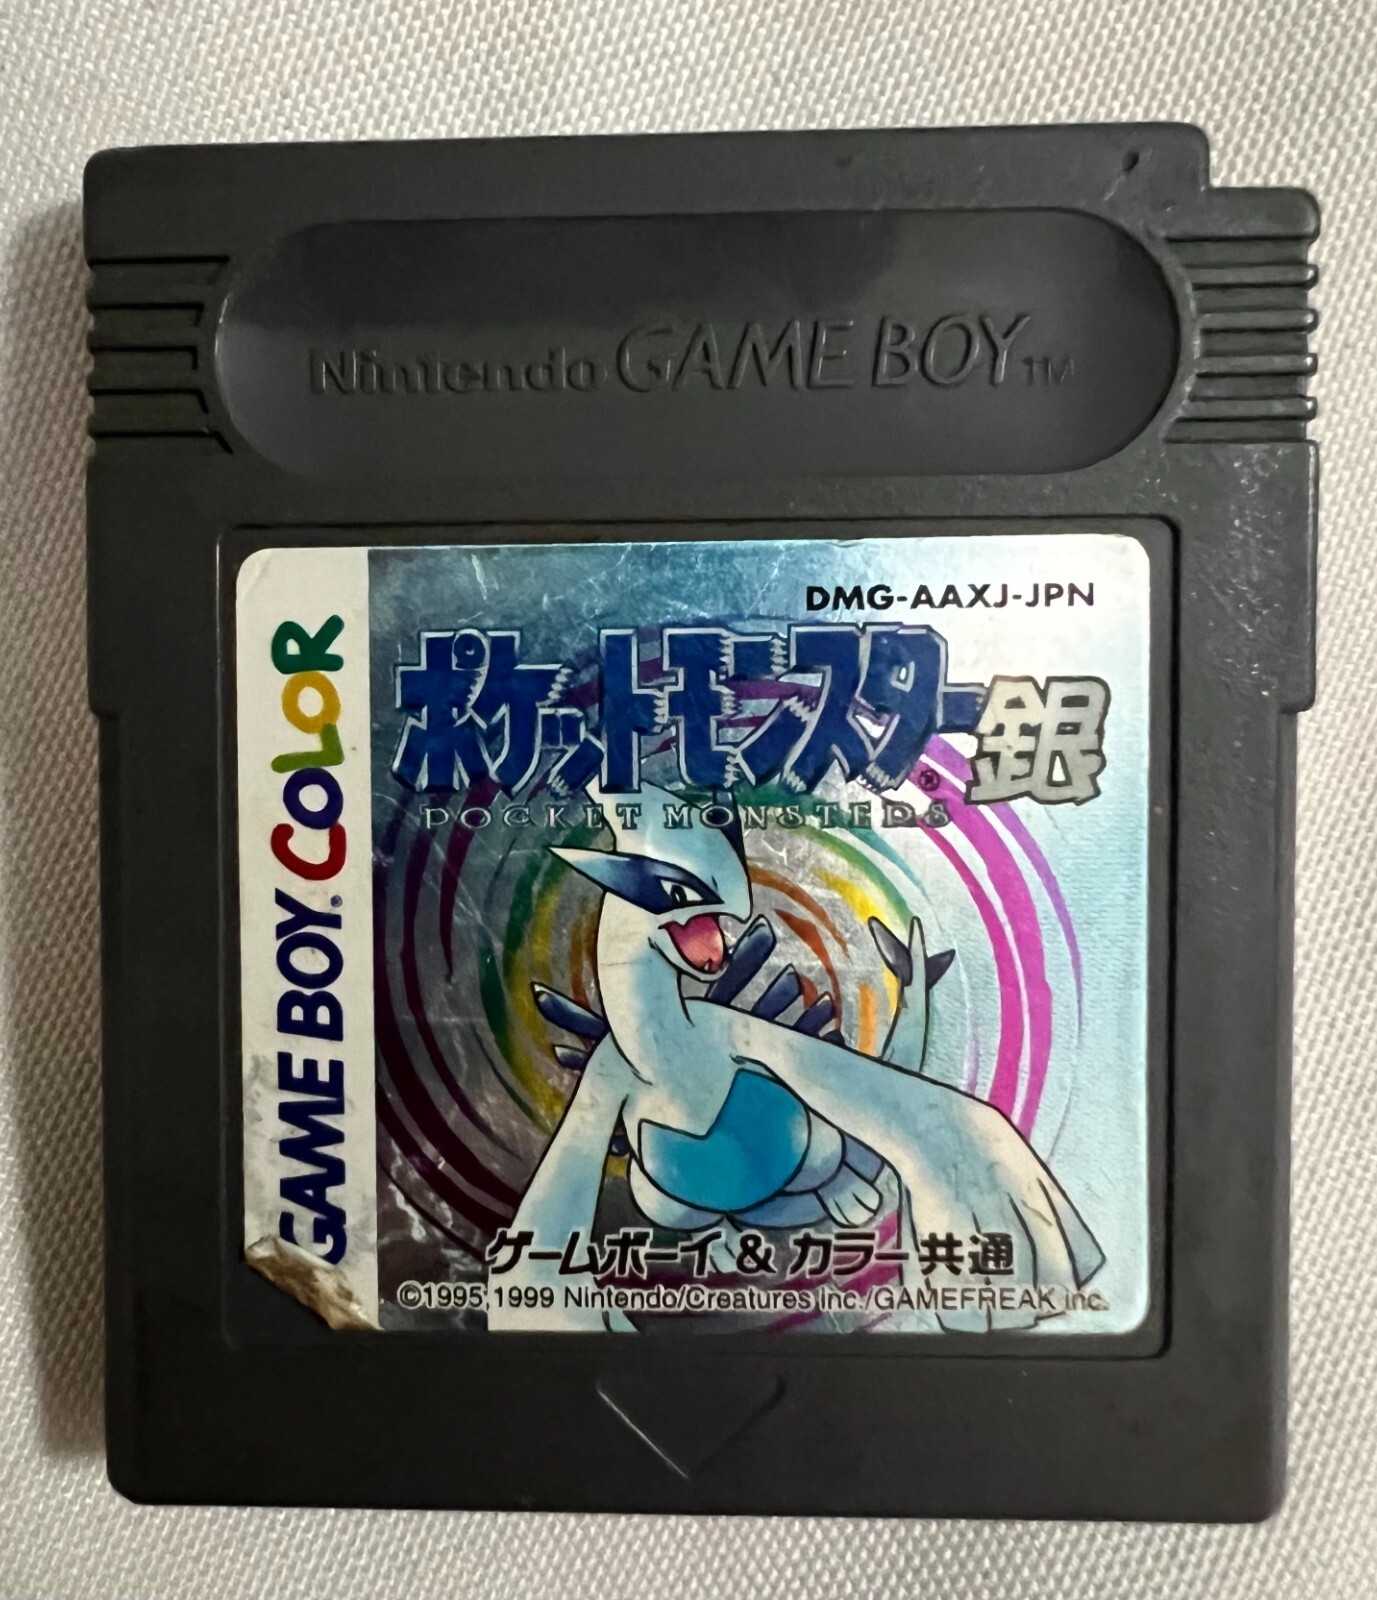 Nintendo GAME BOY™
GAME BOY® COLOR
DMG-AAXJ-JPN
ポケットモンスター® 銀
POCKET MONSTERS
ゲームボーイ & カラー共通
©1995,1999 Nintendo/Creatures inc./GAMEFREAK inc.